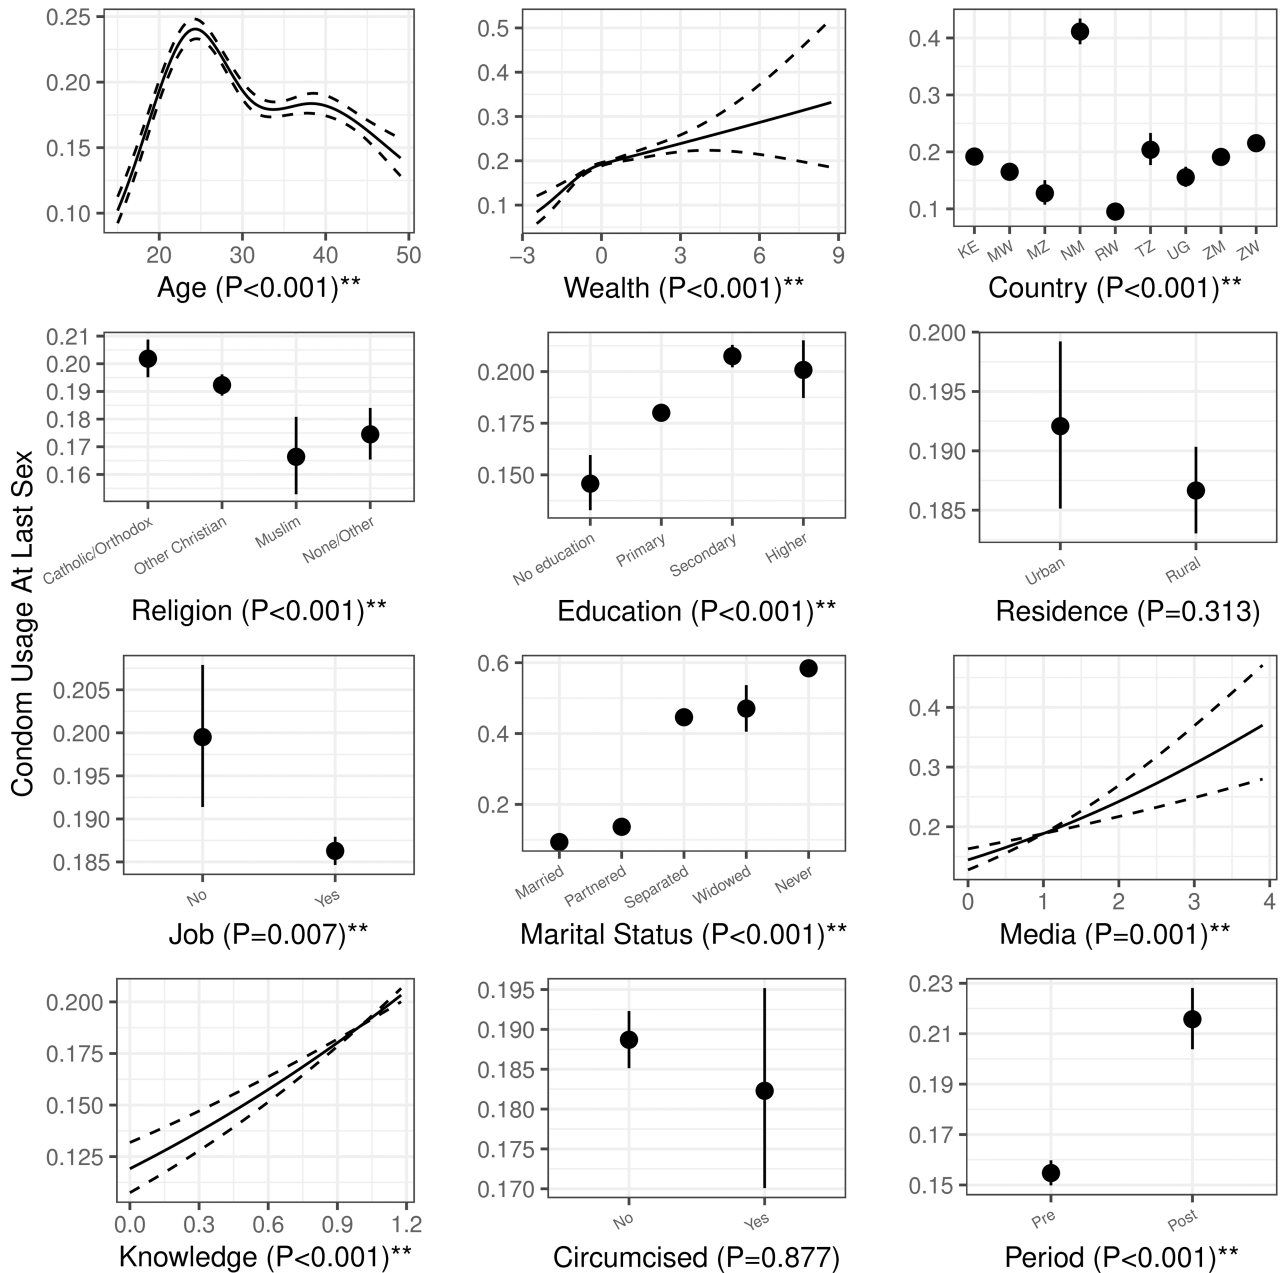 Condom Usage At Last Sex
0.25
0.20
0.15
0.10
20 30 40 50
Age (P<0.001)**
0.5
0.4
0.3
0.2
0.1
−3 0 3 6 9
Wealth (P<0.001)**
0.4
0.3
0.2
0.1
KE MW MZ NM RW TZ UG ZM ZW
Country (P<0.001)**
0.21
0.20
0.19
0.18
0.17
0.16
Catholic/Orthodox Other Christian Muslim None/Other
Religion (P<0.001)**
0.200
0.175
0.150
No education Primary Secondary Higher
Education (P<0.001)**
0.200
0.195
0.190
0.185
Urban Rural
Residence (P=0.313)
0.205
0.200
0.195
0.190
0.185
No Yes
Job (P=0.007)**
0.6
0.4
0.2
Married Partnered Separated Widowed Never
Marital Status (P<0.001)**
0.4
0.3
0.2
0 1 2 3 4
Media (P=0.001)**
0.200
0.175
0.150
0.125
0.0 0.3 0.6 0.9 1.2
Knowledge (P<0.001)**
0.195
0.190
0.185
0.180
0.175
0.170
No Yes
Circumcised (P=0.877)
0.23
0.21
0.19
0.17
0.15
Pre Post
Period (P<0.001)**